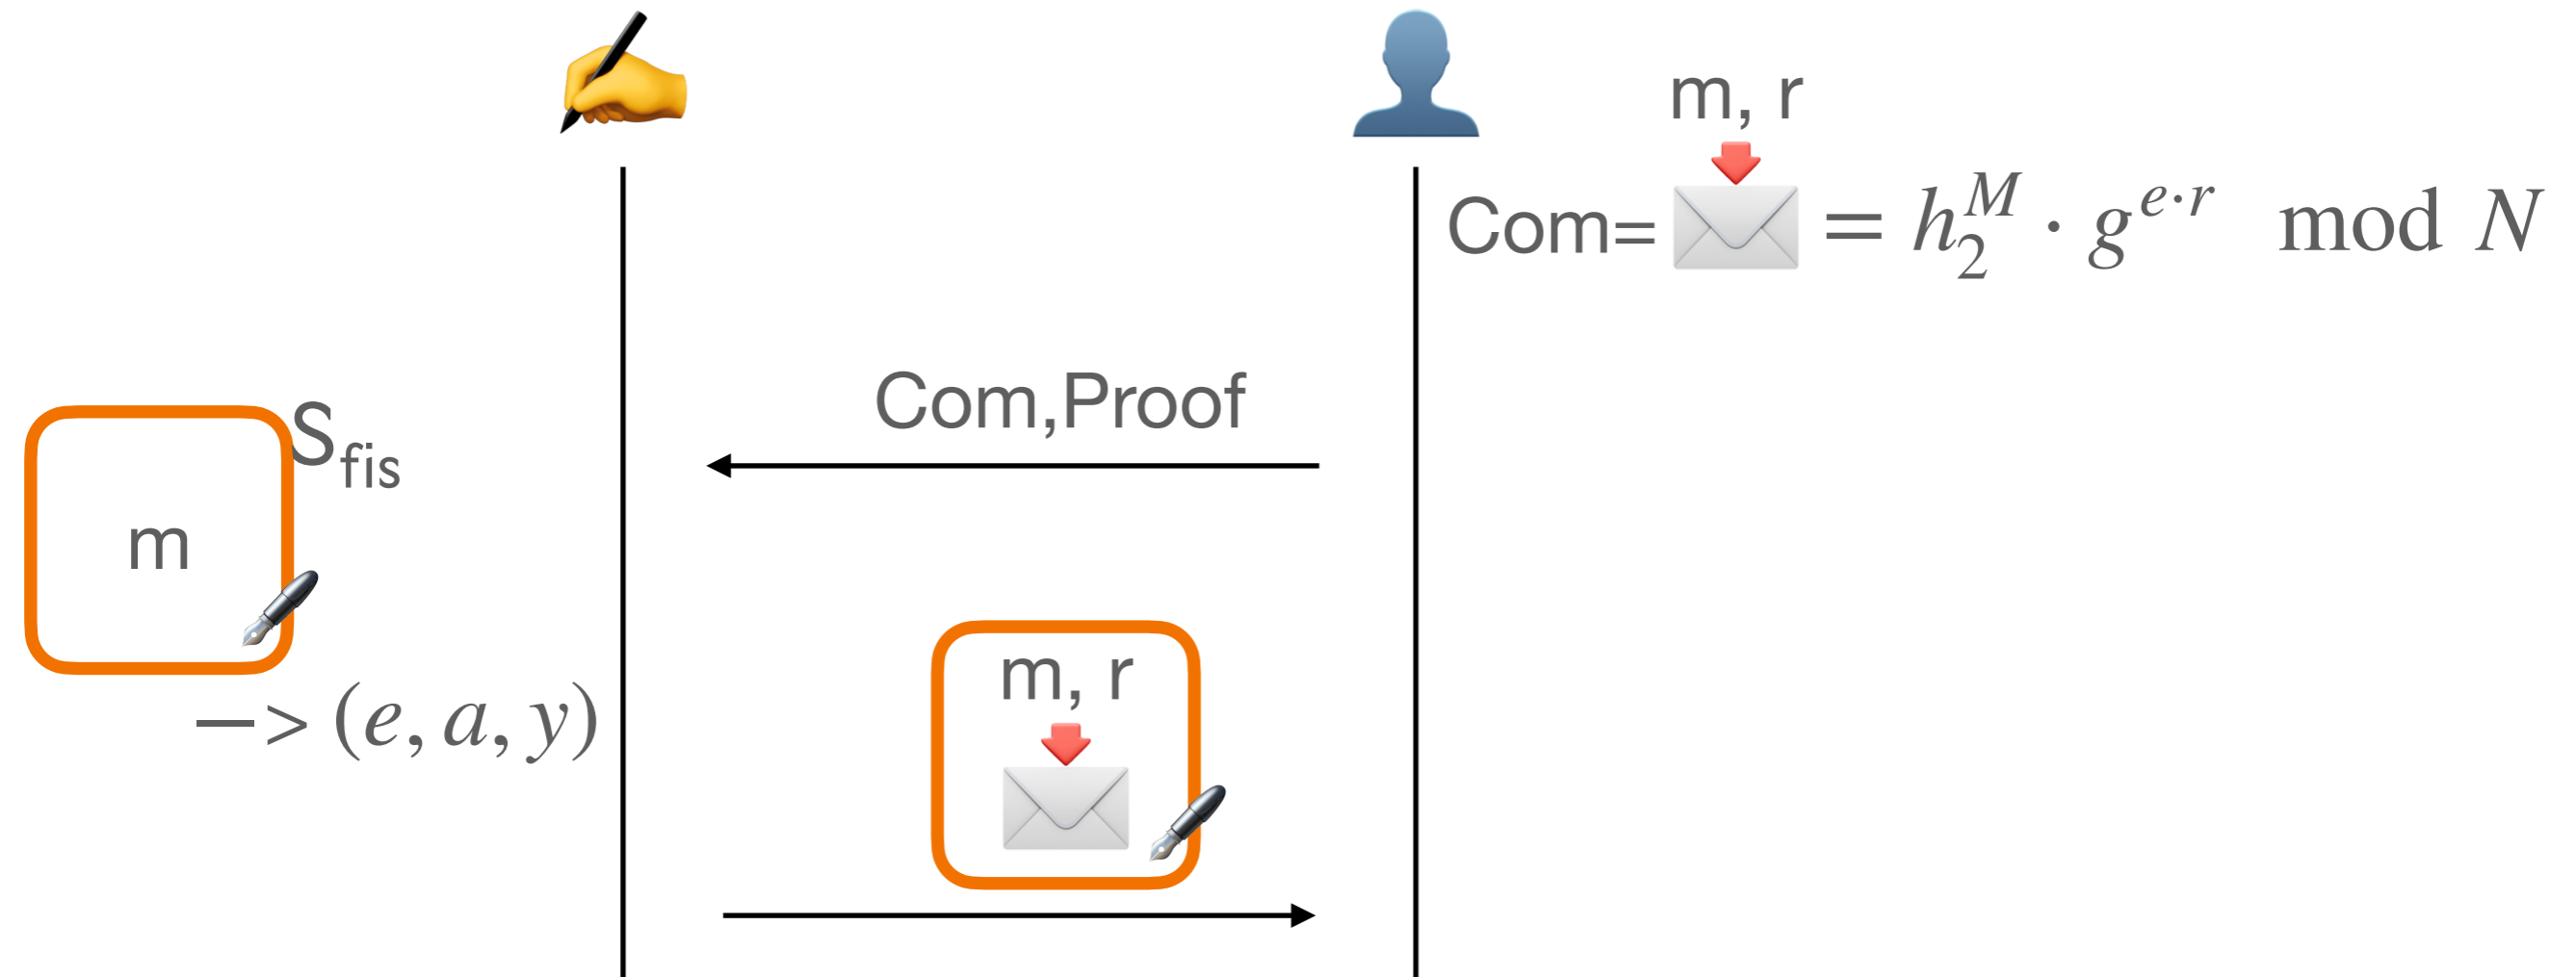 m, r
Com= = h_2^M · g^{e·r} mod N
Com,Proof
S_fis
m
−> (e, a, y)
m, r